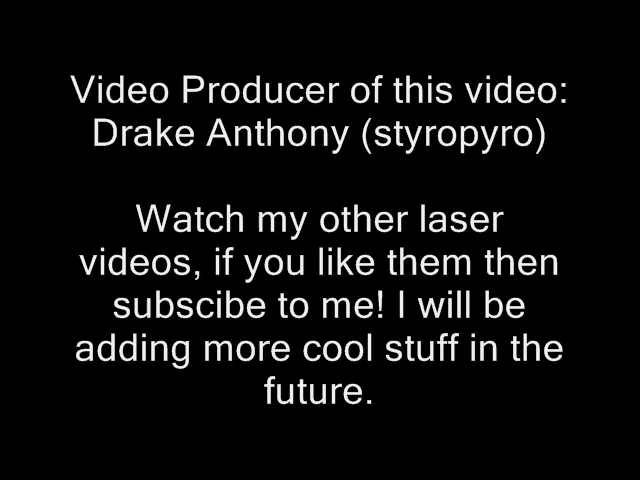 Video Producer of this video:
Drake Anthony (styropyro)
Watch my other laser
videos, if you like them then
subscibe to me! I will be
adding more cool stuff in the
future.